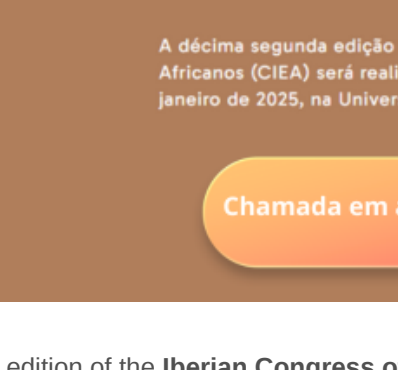 A décima segunda edição
Africanos (CIEA) será
janeiro de 2025, na
Chamada em
edition of the Iberian Congress